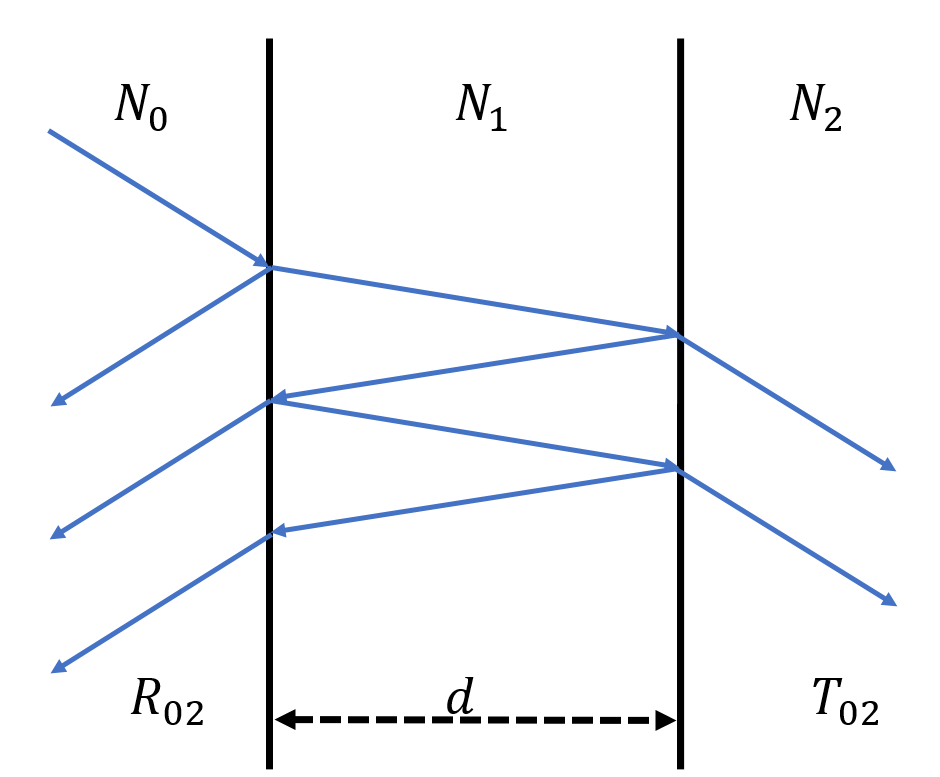 N₀ N₁ N₂
R₀₂ d T₀₂